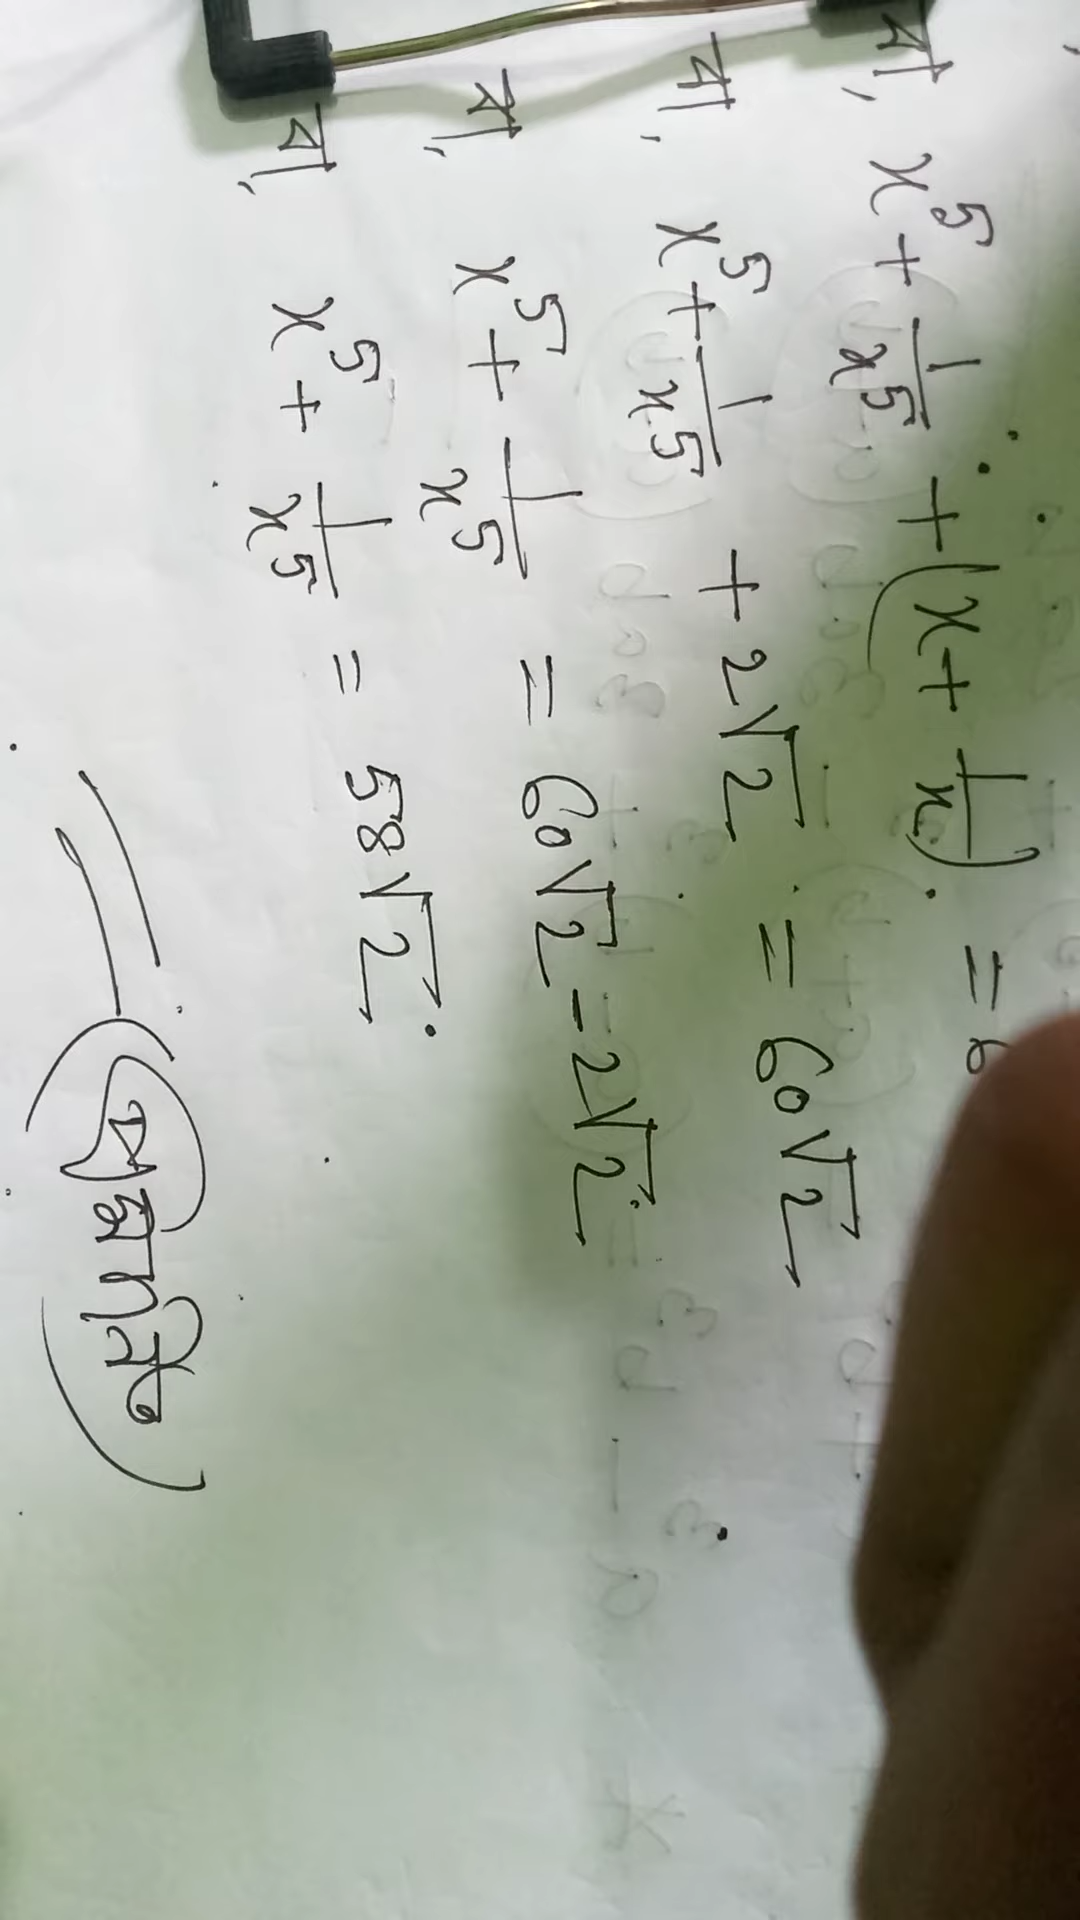 বা, x⁵ + 1/x⁵ + (x + 1/x) = 6
বা, x⁵ + 1/x⁵ + 2√2 = 60√2
বা, x⁵ + 1/x⁵ = 60√2 - 2√2
বা, x⁵ + 1/x⁵ = 58√2